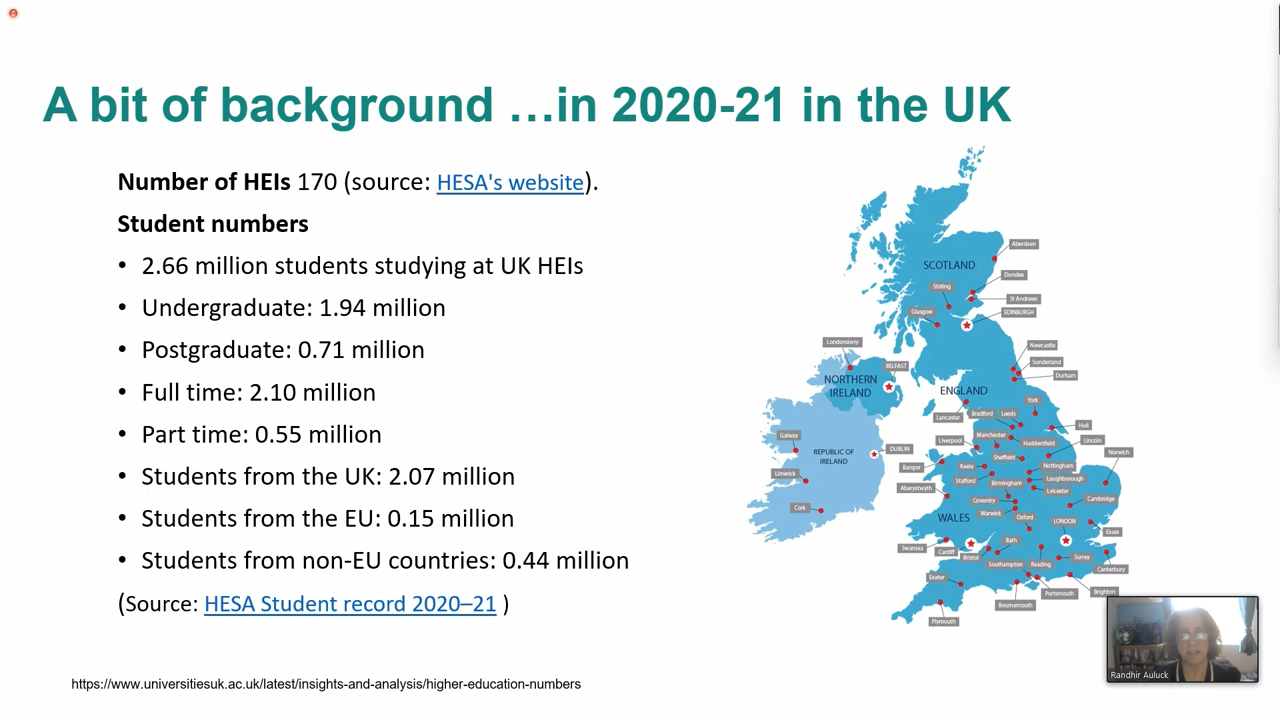 A bit of background …in 2020-21 in the UK
Number of HEIs 170 (source: HESA's website).
Student numbers
• 2.66 million students studying at UK HEIs
• Undergraduate: 1.94 million
• Postgraduate: 0.71 million
• Full time: 2.10 million
• Part time: 0.55 million
• Students from the UK: 2.07 million
• Students from the EU: 0.15 million
• Students from non-EU countries: 0.44 million
(Source: HESA Student record 2020–21 )
https://www.universitiesuk.ac.uk/latest/insights-and-analysis/higher-education-numbers
Aberdeen
SCOTLAND
Dundee
Stirling
St Andrews
Glasgow
EDINBURGH
Londonderry
Newcastle
Sunderland
BELFAST
Durham
NORTHERN
IRELAND
ENGLAND
York
Lancaster
Bradford
Leeds
Hull
Galway
Manchester
Liverpool
Huddersfield
Lincoln
DUBLIN
REPUBLIC OF
IRELAND
Sheffield
Norwich
Bangor
Keele
Nottingham
Limerick
Stafford
Loughborough
Aberystwyth
Birmingham
Leicester
Coventry
Cambridge
Cork
Warwick
WALES
Oxford
LONDON
Essex
Bath
Swansea
Cardiff
Bristol
Surrey
Southampton
Reading
Canterbury
Exeter
Portsmouth
Brighton
Bournemouth
Plymouth
Randhir Auluck